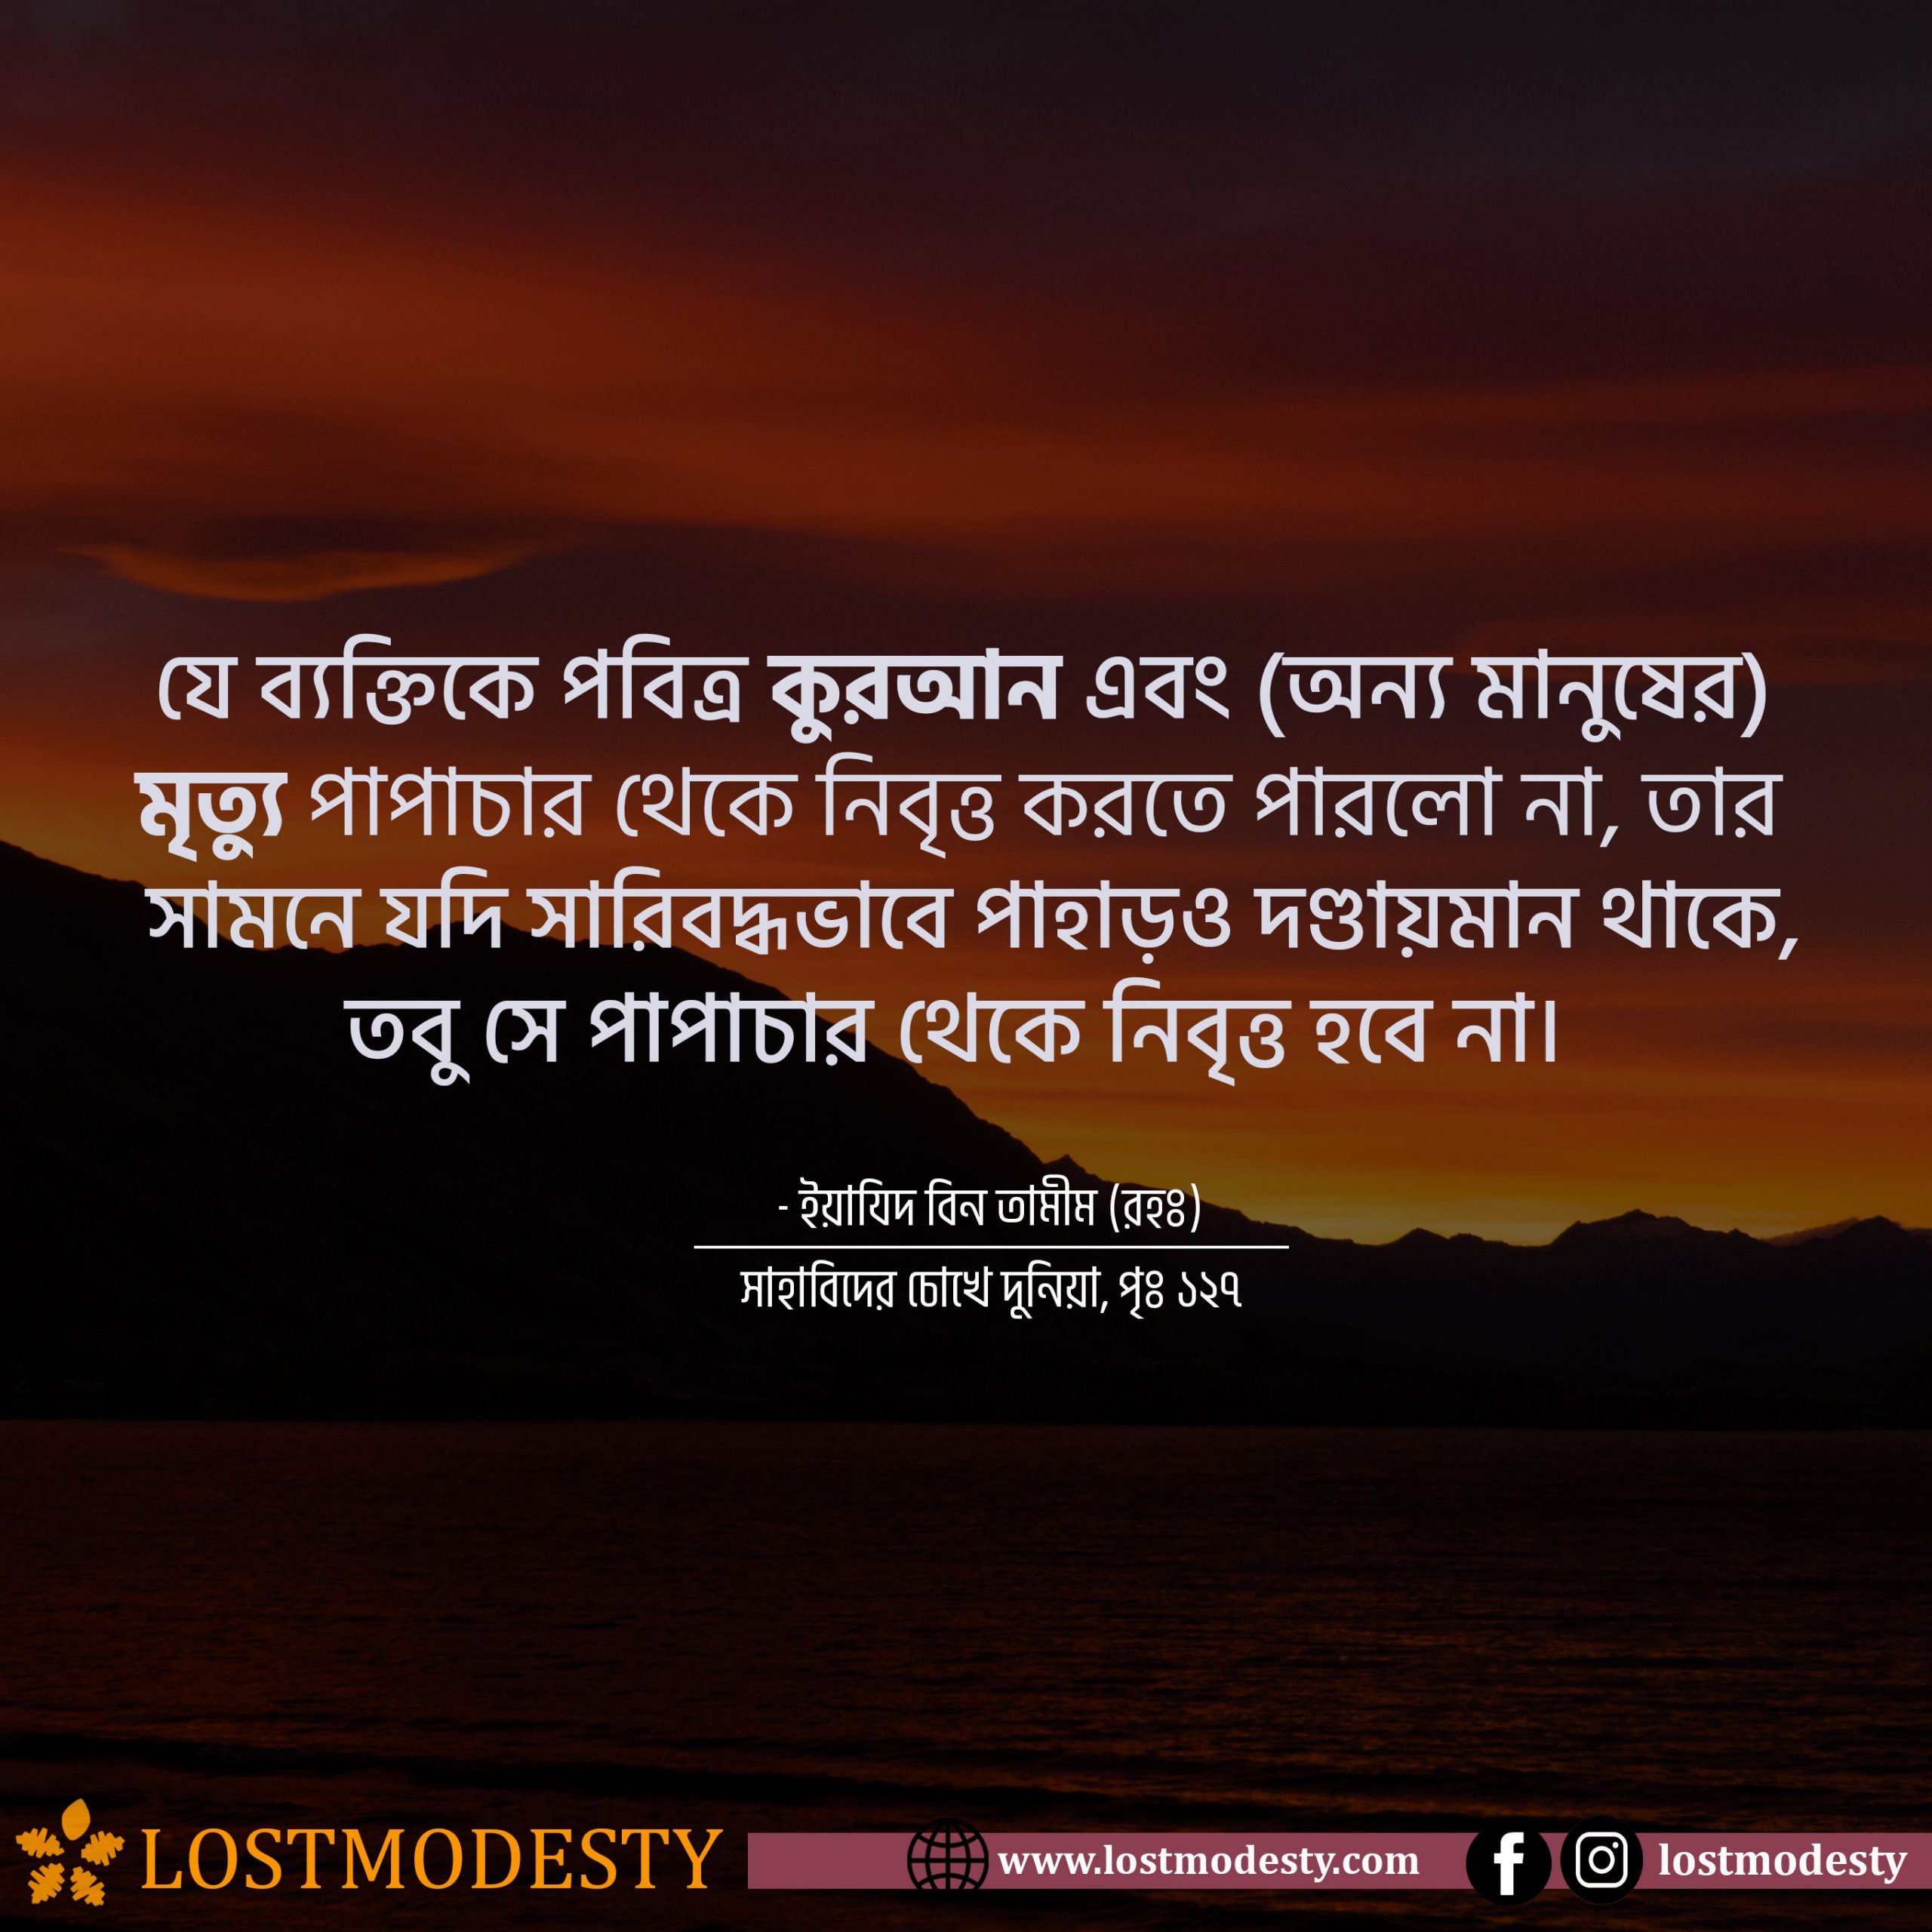 যে ব্যক্তিকে পবিত্র কুরআন এবং (অন্য মানুষের)
মৃত্যু পাপাচার থেকে নিবৃত্ত করতে পারলো না, তার
সামনে যদি সারিবদ্ধভাবে পাহাড়ও দণ্ডায়মান থাকে,
তবু সে পাপাচার থেকে নিবৃত্ত হবে না।
- ইয়াযিদ বিন তামীম (রহঃ)
সাহাবিদের চোখে দুনিয়া, পৃঃ ১২৭
LOSTMODESTY
www.lostmodesty.com
lostmodesty